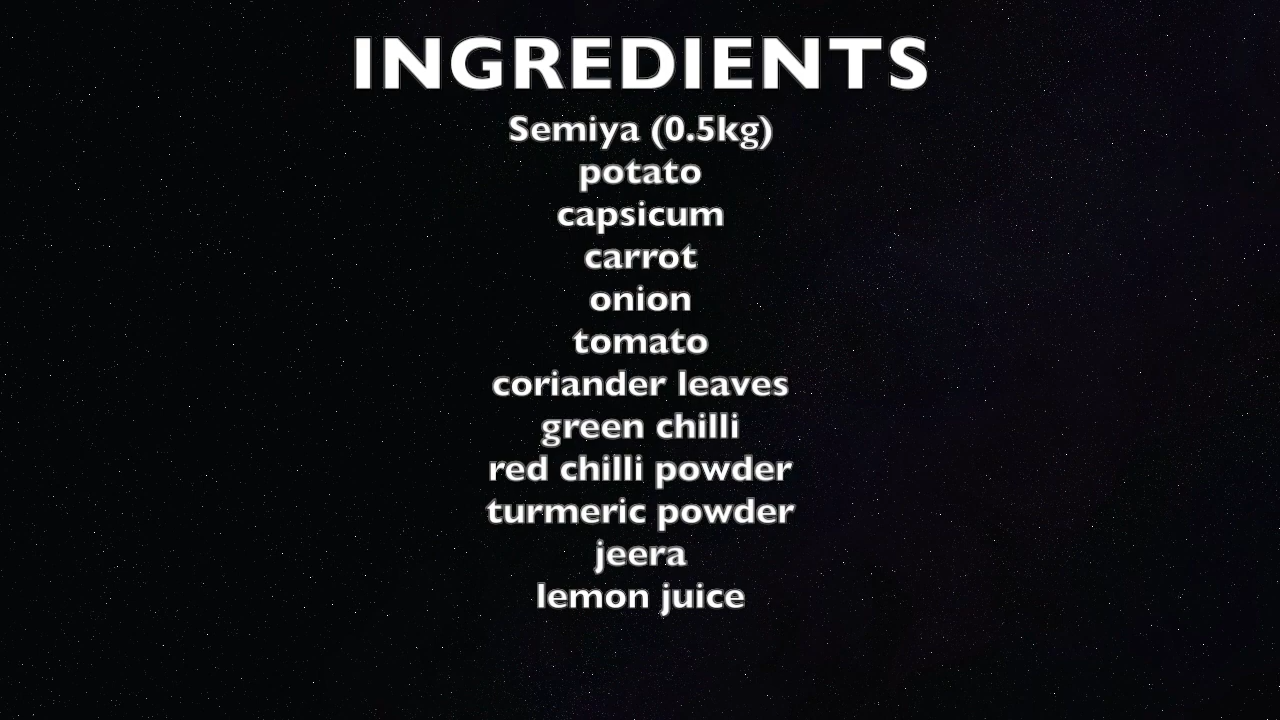 INGREDIENTS
Semiya (0.5kg)
potato
capsicum
carrot
onion
tomato
coriander leaves
green chilli
red chilli powder
turmeric powder
jeera
lemon juice